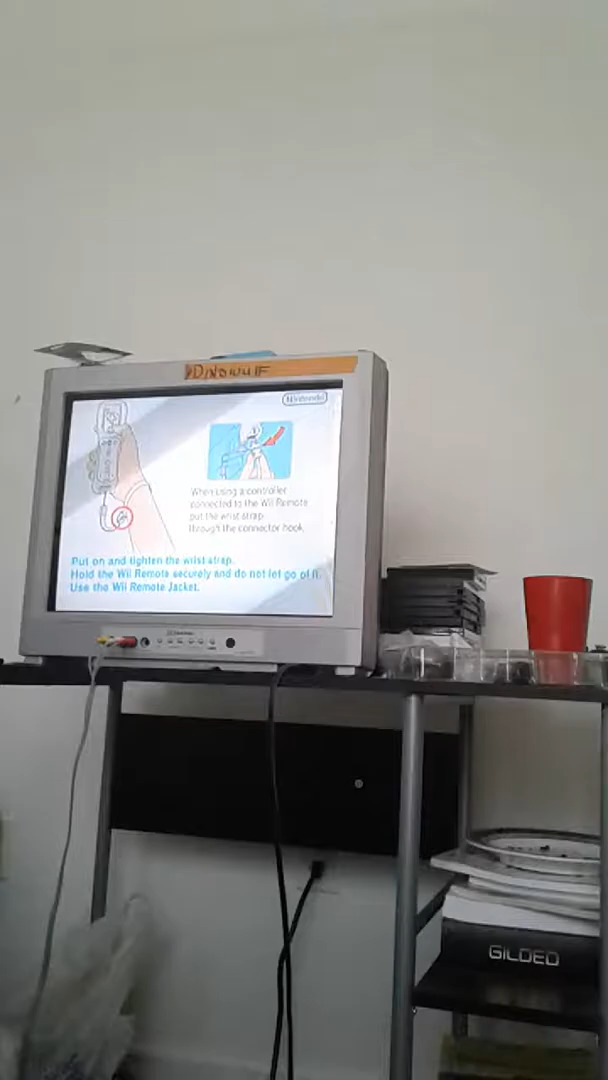 Nintendo
When using a controller
connected to the Wii Remote
put the wrist strap
through the connector hook.
Put on and tighten the wrist strap.
Hold the Wii Remote securely and do not let go of it.
Use the Wii Remote Jacket.
GILDED